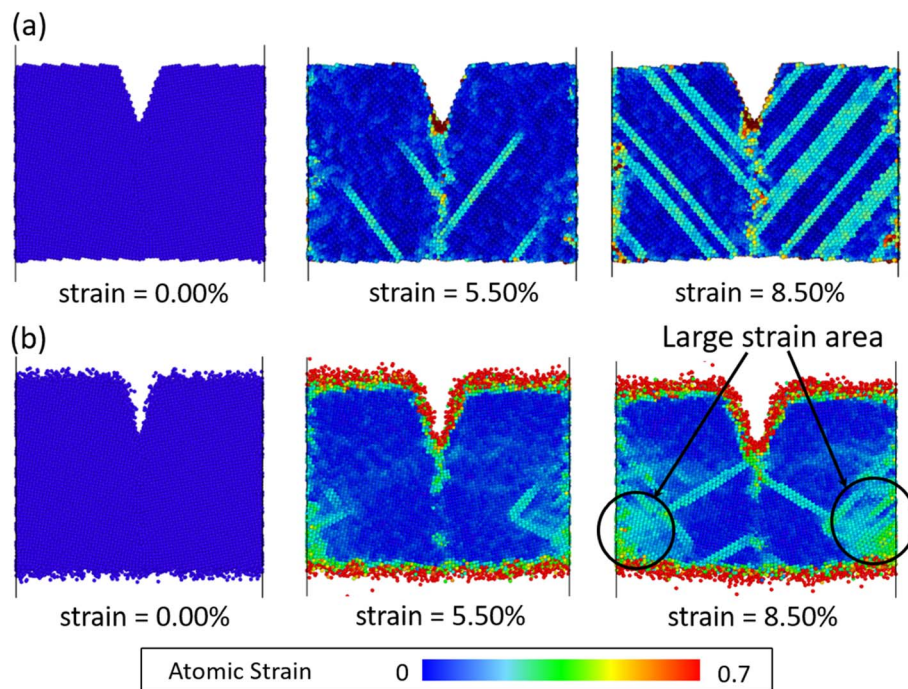 (a)
strain = 0.00%
strain = 5.50%
strain = 8.50%
(b)
Large strain area
strain = 0.00%
strain = 5.50%
strain = 8.50%
Atomic Strain 0 0.7